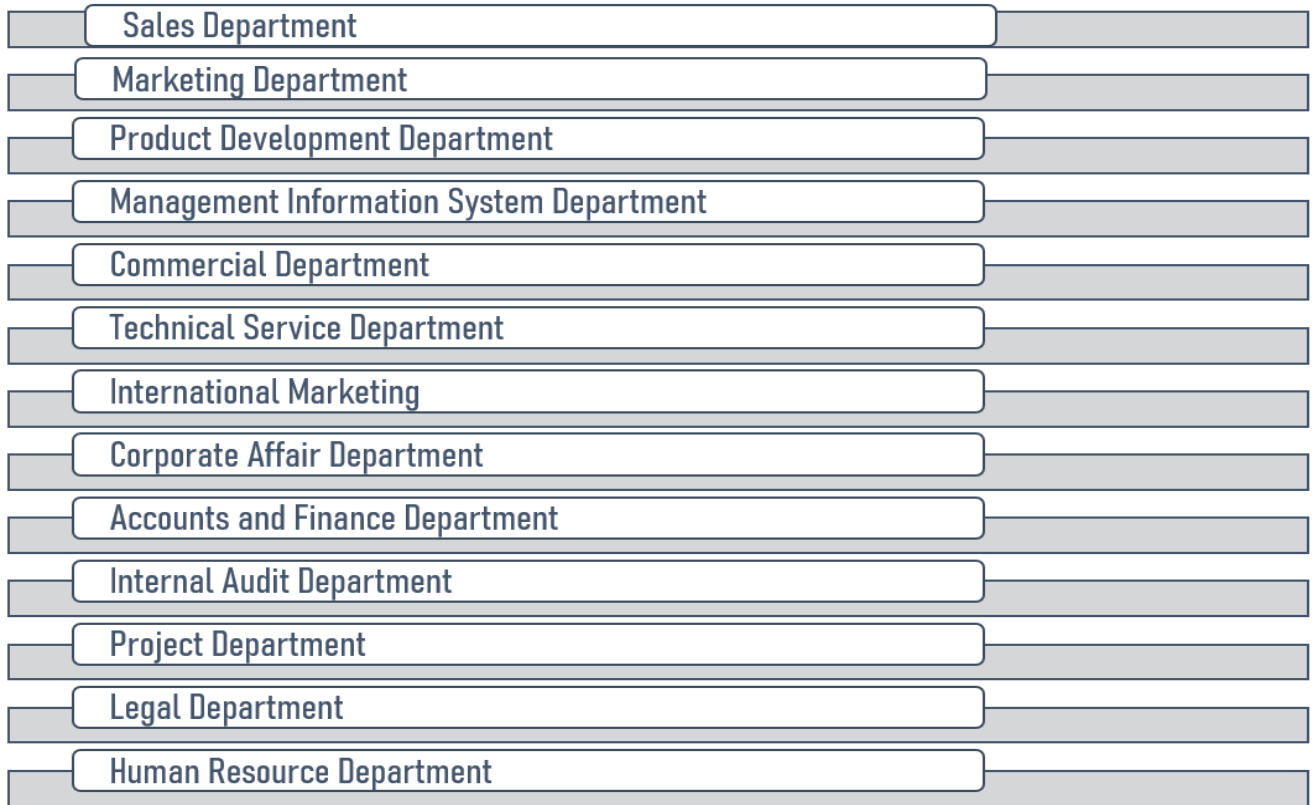 Sales Department
Marketing Department
Product Development Department
Management Information System Department
Commercial Department
Technical Service Department
International Marketing
Corporate Affair Department
Accounts and Finance Department
Internal Audit Department
Project Department
Legal Department
Human Resource Department